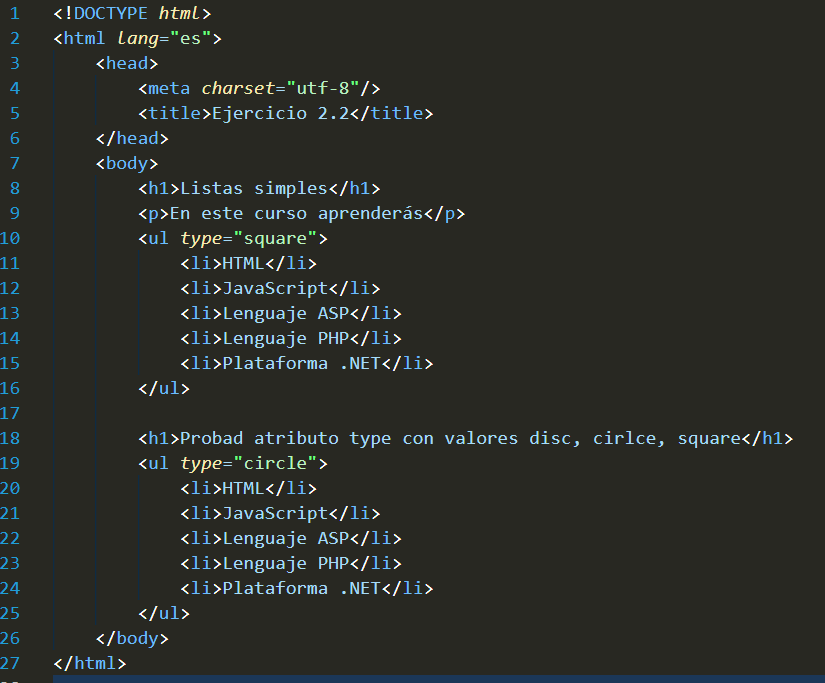 1 <!DOCTYPE html>
2 <html lang="es">
3 <head>
4 <meta charset="utf-8"/>
5 <title>Ejercicio 2.2</title>
6 </head>
7 <body>
8 <h1>Listas simples</h1>
9 <p>En este curso aprenderás</p>
10 <ul type="square">
11 <li>HTML</li>
12 <li>JavaScript</li>
13 <li>Lenguaje ASP</li>
14 <li>Lenguaje PHP</li>
15 <li>Plataforma .NET</li>
16 </ul>
17
18 <h1>Probad atributo type con valores disc, cirlce, square</h1>
19 <ul type="circle">
20 <li>HTML</li>
21 <li>JavaScript</li>
22 <li>Lenguaje ASP</li>
23 <li>Lenguaje PHP</li>
24 <li>Plataforma .NET</li>
25 </ul>
26 </body>
27 </html>